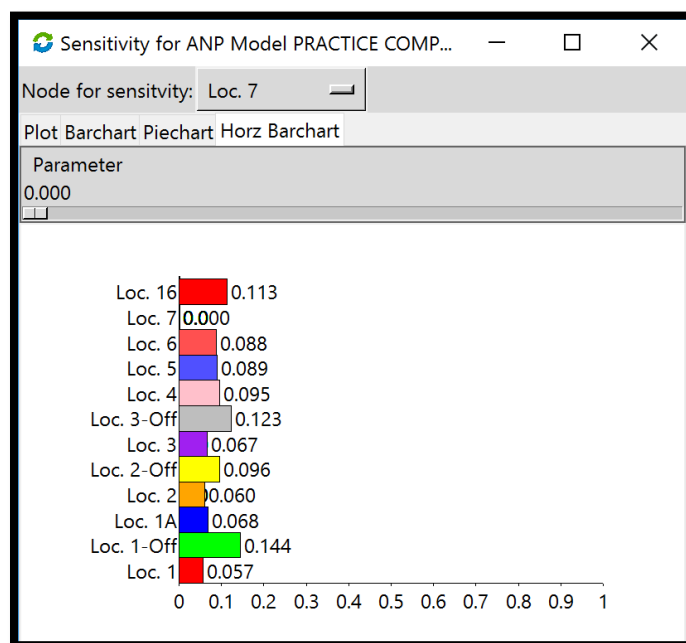 Sensitivity for ANP Model PRACTICE COMP...
Node for sensitvity: Loc. 7
Plot Barchart Piechart Horz Barchart
Parameter
0.000
Loc. 16 0.113
Loc. 7 0.000
Loc. 6 0.088
Loc. 5 0.089
Loc. 4 0.095
Loc. 3-Off 0.123
Loc. 3 0.067
Loc. 2-Off 0.096
Loc. 2 0.060
Loc. 1A 0.068
Loc. 1-Off 0.144
Loc. 1 0.057
0 0.1 0.2 0.3 0.4 0.5 0.6 0.7 0.8 0.9 1